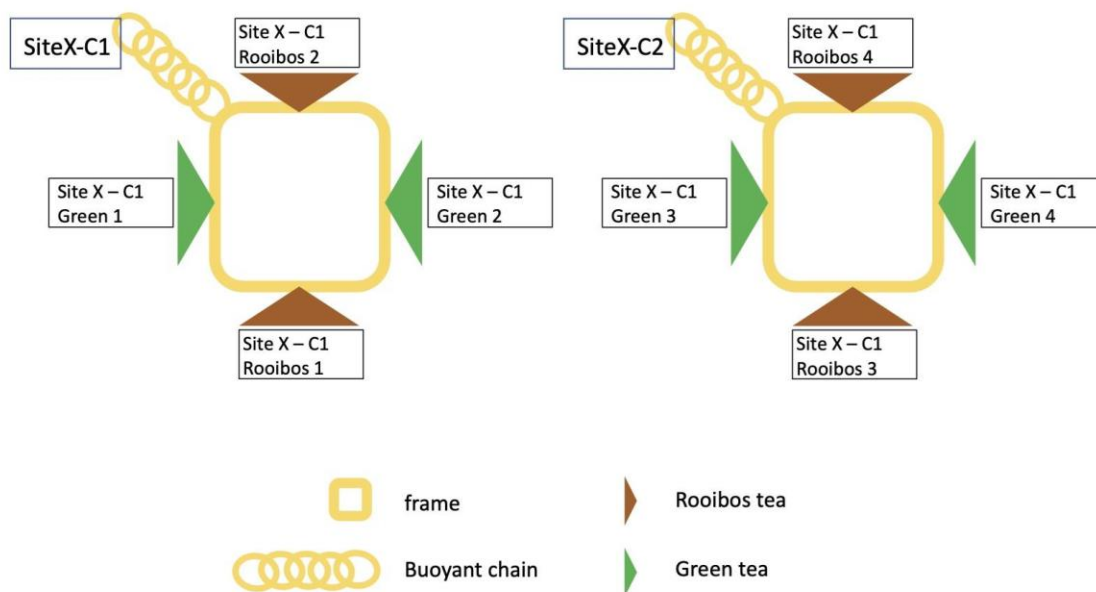 SiteX-C1
Site X – C1
Rooibos 2
SiteX-C2
Site X – C1
Rooibos 4
Site X – C1
Green 1
Site X – C1
Green 2
Site X – C1
Green 3
Site X – C1
Green 4
Site X – C1
Rooibos 1
Site X – C1
Rooibos 3
frame
Rooibos tea
Buoyant chain
Green tea